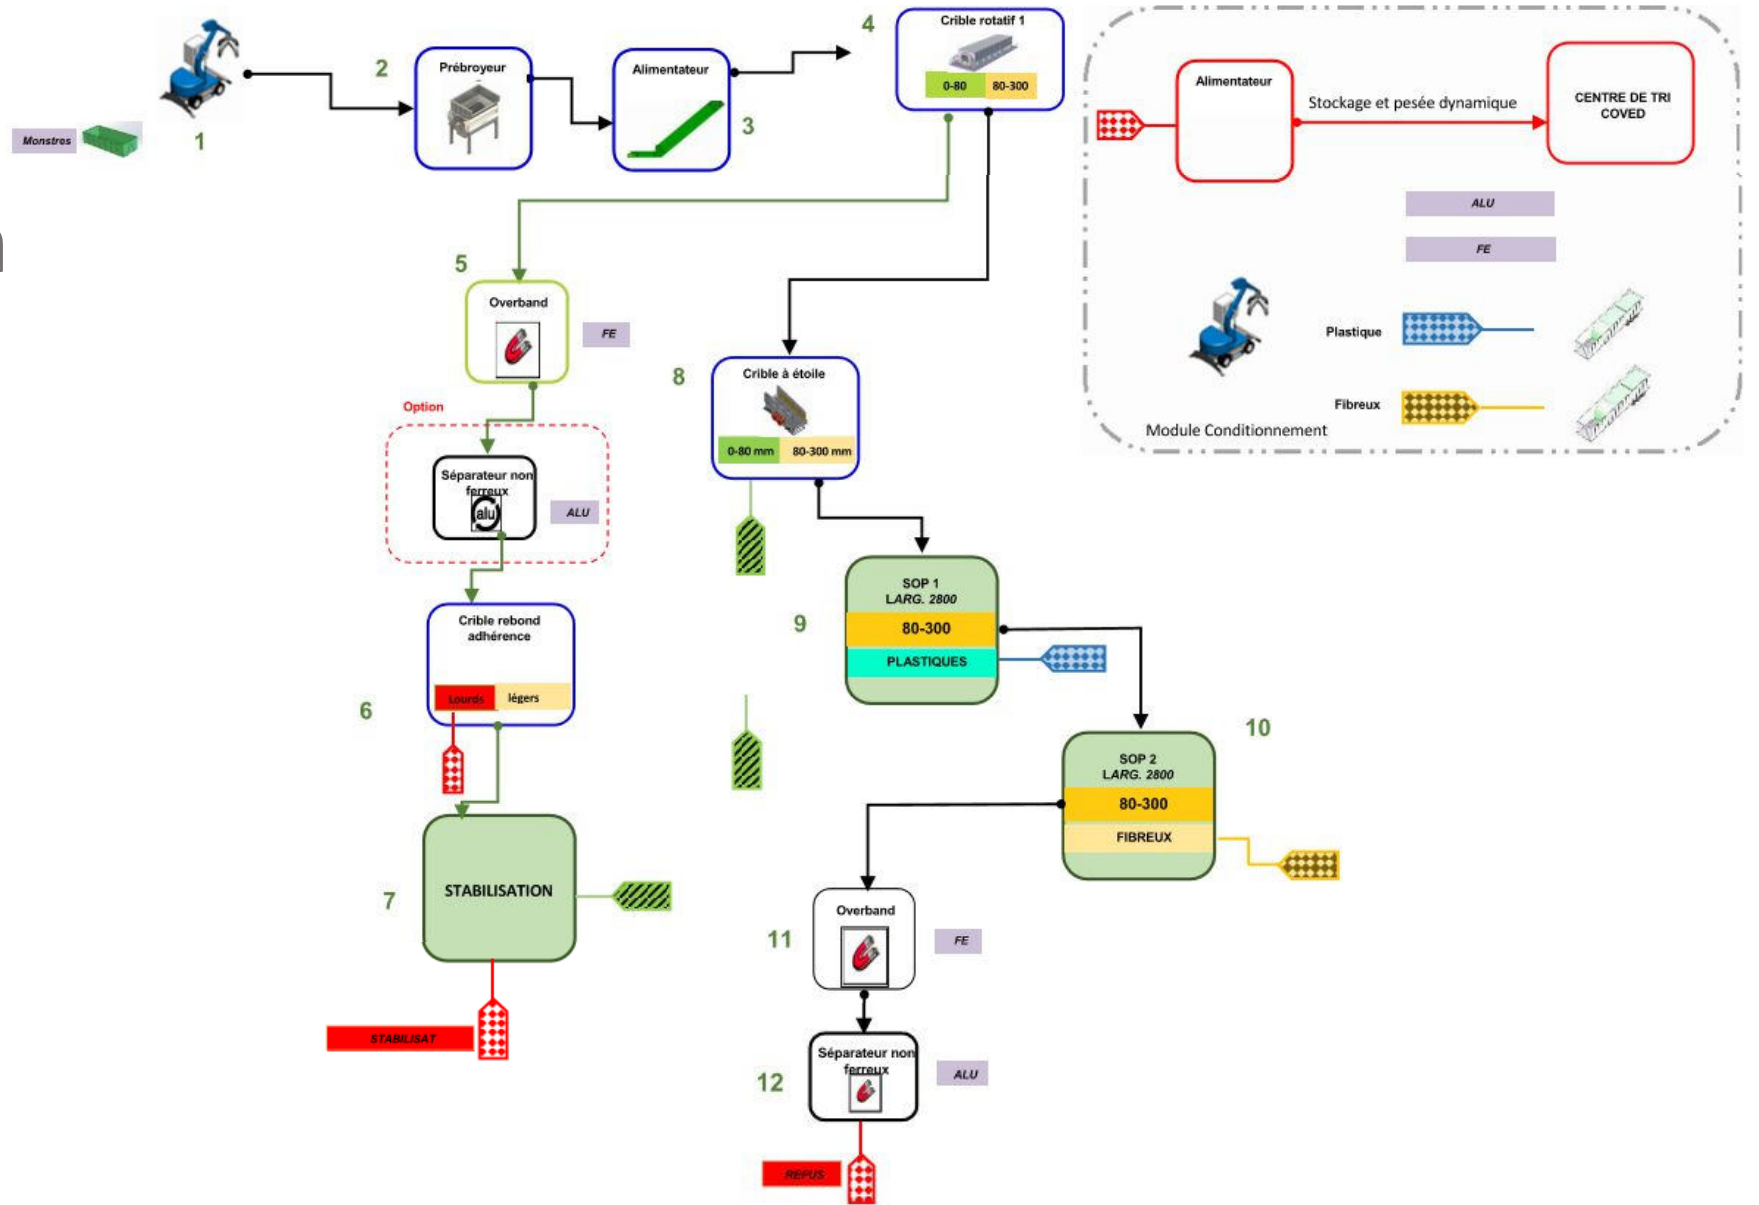 Monstres
1
2
Prébroyeur
Alimentateur
3
4
Crible rotatif 1
0-80
80-300
Alimentateur
Stockage et pesée dynamique
CENTRE DE TRI
COVED
ALU
FE
Plastique
Fibreux
Module Conditionnement
5
Overband
FE
Option
Séparateur non
ferreux
alu
ALU
Crible rebond
adhérence
Lourds
légers
6
7
STABILISATION
STABILISAT
8
Crible à étoile
0-80 mm
80-300 mm
9
SOP 1
LARG. 2800
80-300
PLASTIQUES
10
SOP 2
LARG. 2800
80-300
FIBREUX
11
Overband
FE
12
Séparateur non
ferreux
ALU
REFUS